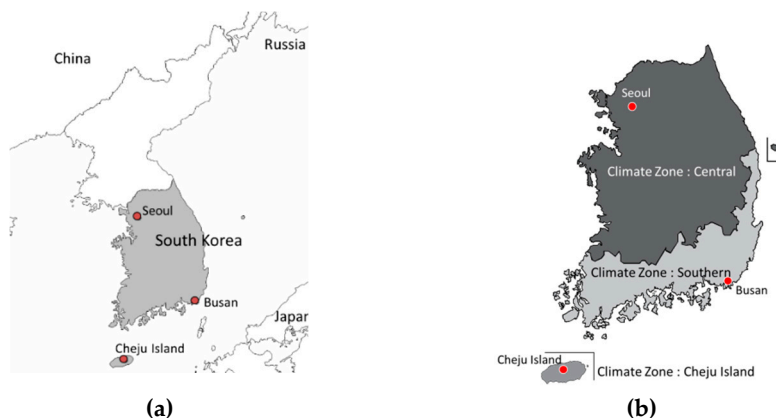 China
Russia
Seoul
South Korea
Busan
Japan
Cheju Island
(a)
Seoul
Climate Zone : Central
Climate Zone : Southern
Busan
Cheju Island
Climate Zone : Cheju Island
(b)